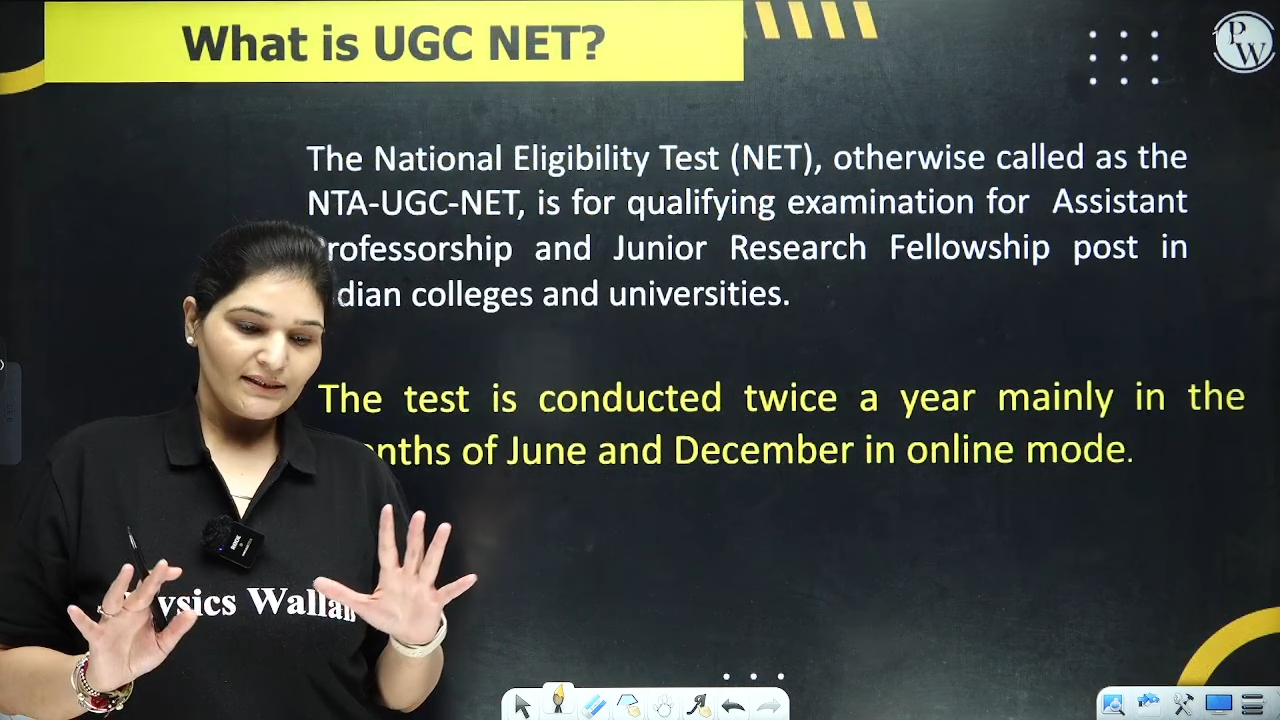 What is UGC NET?
PW
The National Eligibility Test (NET), otherwise called as the
NTA-UGC-NET, is for qualifying examination for Assistant
rofessorship and Junior Research Fellowship post in
dian colleges and universities.
The test is conducted twice a year mainly in the
nths of June and December in online mode.
ysics Wallah